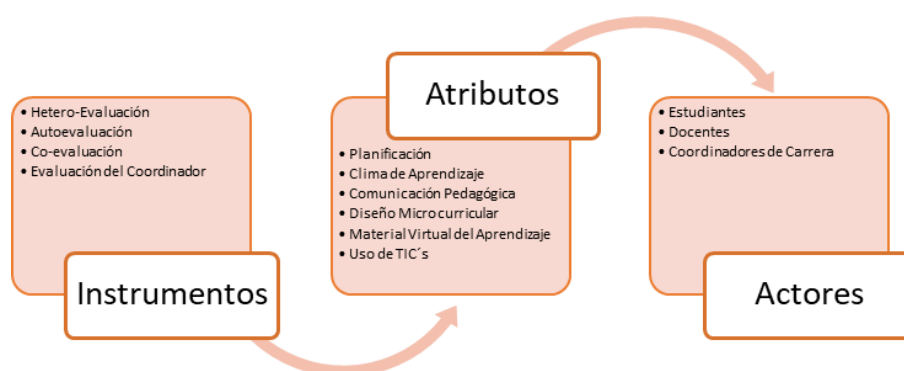 • Hetero-Evaluación
• Autoevaluación
• Co-evaluación
• Evaluación del Coordinador
Instrumentos
Atributos
• Planificación
• Clima de Aprendizaje
• Comunicación Pedagógica
• Diseño Microcurricular
• Material Virtual del Aprendizaje
• Uso de TIC´s
• Estudiantes
• Docentes
• Coordinadores de Carrera
Actores